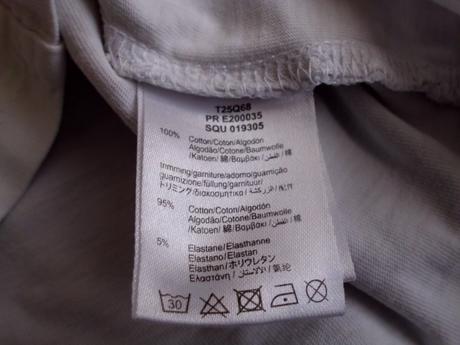 T25Q68
PR E200035
SQU 019305
100% Cotton/Coton/Algodón
Algodão/Cotone/Baumwolle
/Katoen/ 綿/Βαμβάκι /القطن/ 棉
Trimming/garniture/adorno/guarnição
guarnizione/füllung/garnituur/
トリミング/διακοσμητικα / الزركشة / 配件
95% Cotton/Coton/Algodón
Algodão/Cotone/Baumwolle
/Katoen/ 綿/Βαμβάκι /القطن/ 棉
5% Elastane/Elasthanne
Elastano/Elastan
Elasthan/ポリウレタン
Ελαστάνη / الالاستان / 氨纶
30